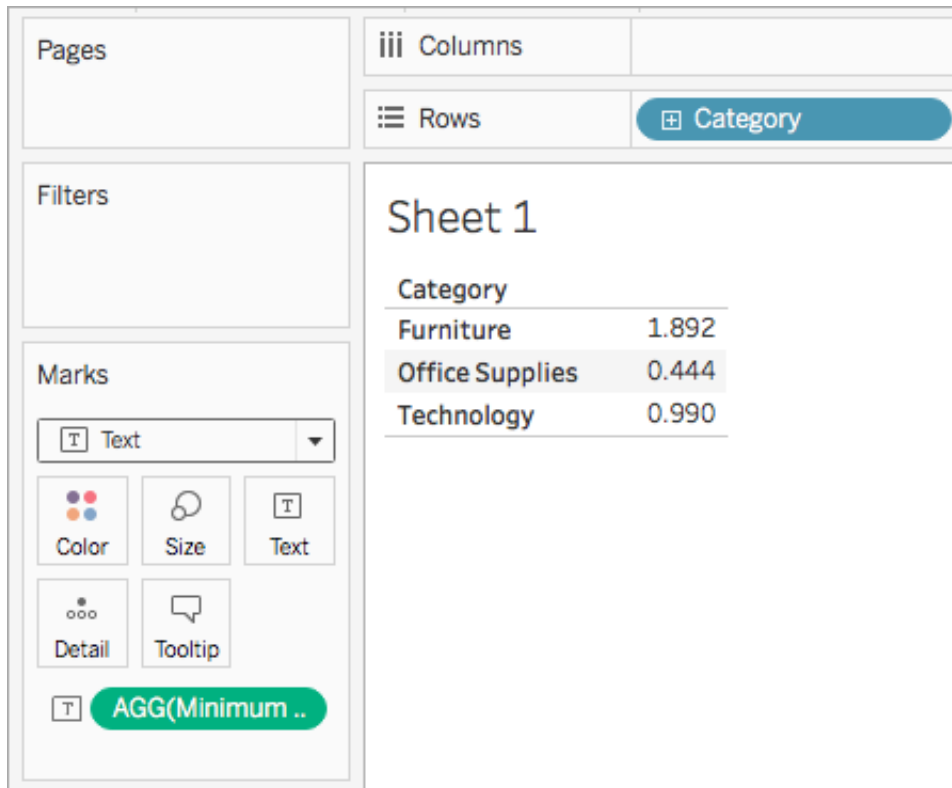 Pages
Columns
Rows
Category
Filters
Sheet 1
Category
Furniture 1.892
Office Supplies 0.444
Technology 0.990
Marks
T Text
Color Size T Text
Detail Tooltip
T AGG(Minimum ..